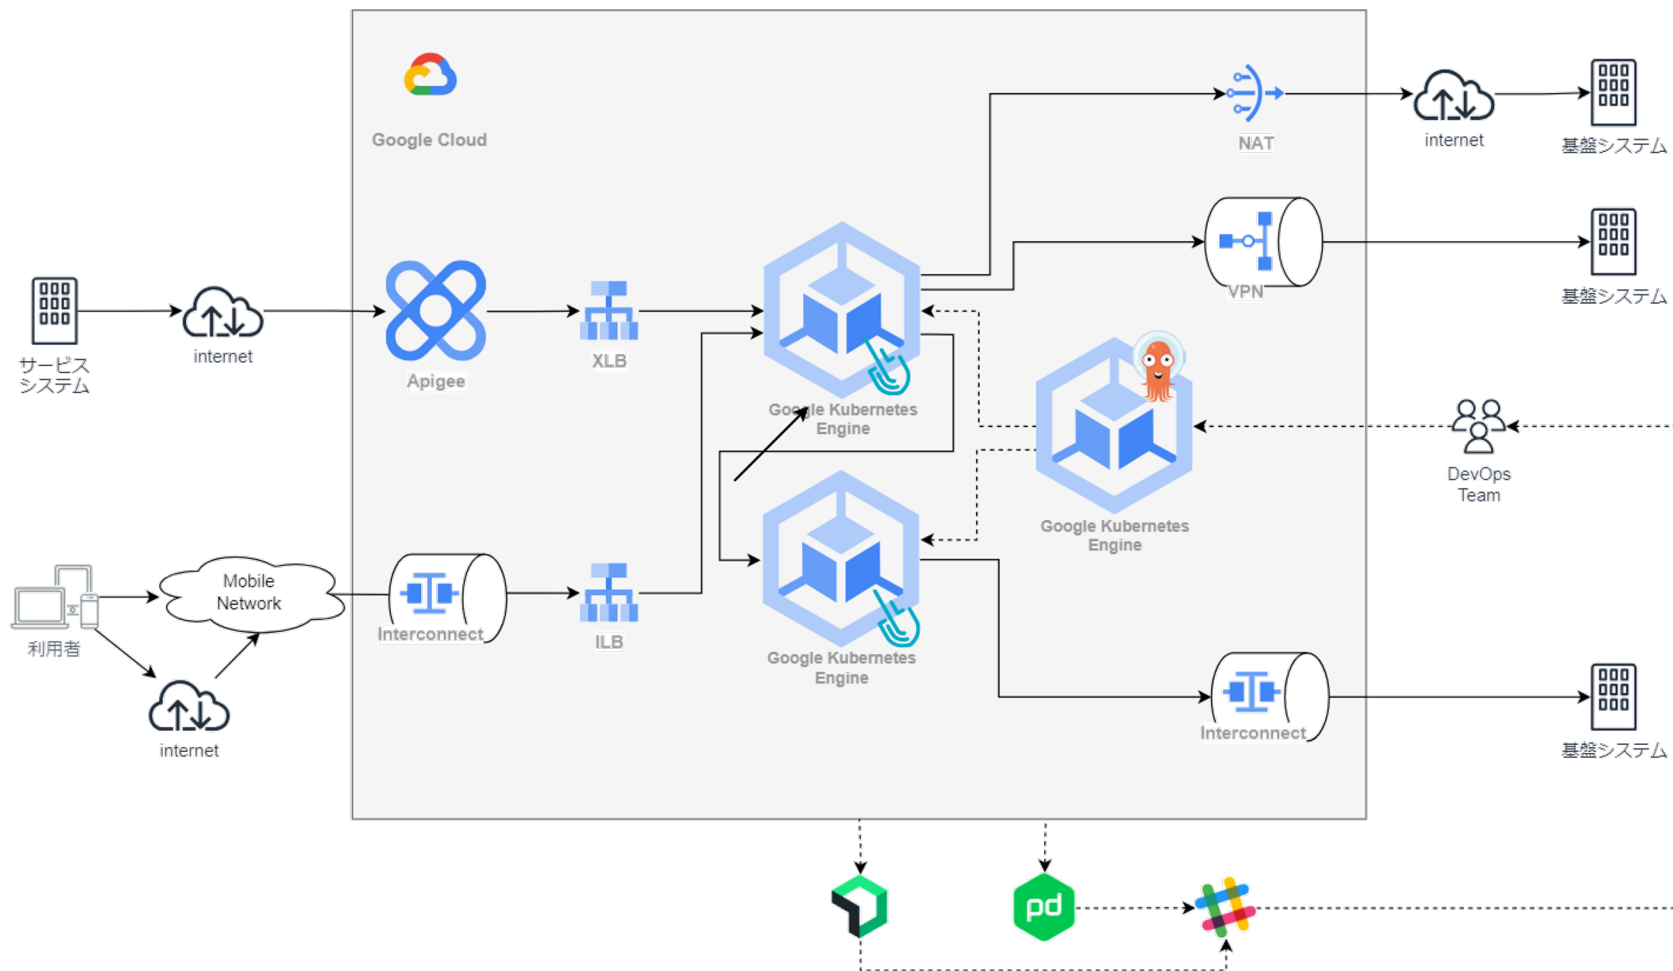 Google Cloud
NAT
internet
基盤システム
VPN
基盤システム
サービス
システム
internet
Apigee
XLB
Google Kubernetes
Engine
DevOps
Team
Google Kubernetes
Engine
Mobile
Network
利用者
Interconnect
ILB
Google Kubernetes
Engine
internet
Interconnect
基盤システム
pd